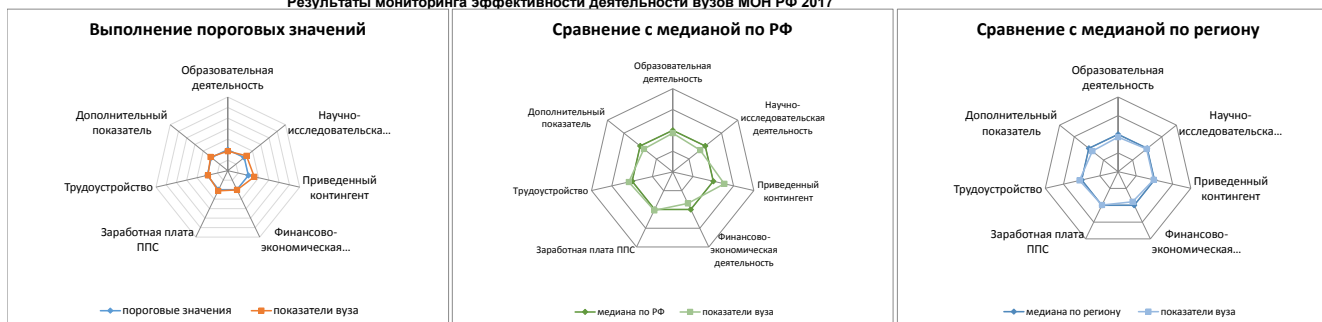 Результаты мониторинга эффективности деятельности вузов МОН РФ 2017
Выполнение пороговых значений
Образовательная
деятельность
Научно-
исследовательска...
Приведенный
контингент
Финансово-
экономическая...
Заработная плата
ППС
Трудоустройство
Дополнительный
показатель
пороговые значения
показатели вуза
Сравнение с медианой по РФ
Образовательная
деятельность
Научно-
исследовательская
деятельность
Приведенный
контингент
Финансово-
экономическая
деятельность
Заработная плата ППС
Трудоустройство
Дополнительный
показатель
медиана по РФ
показатели вуза
Сравнение с медианой по региону
Образовательная
деятельность
Научно-
исследовательска...
Приведенный
контингент
Финансово-
экономическая...
Заработная плата
ППС
Трудоустройство
Дополнительный
показатель
медиана по региону
показатели вуза